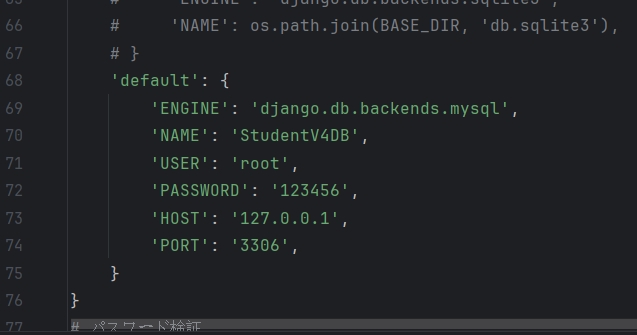 65 # 'ENGINE': 'django.db.backends.sqlite3',
66 # 'NAME': os.path.join(BASE_DIR, 'db.sqlite3'),
67 # }
68 'default': {
69 'ENGINE': 'django.db.backends.mysql',
70 'NAME': 'StudentV4DB',
71 'USER': 'root',
72 'PASSWORD': '123456',
73 'HOST': '127.0.0.1',
74 'PORT': '3306',
75 }
76 }
77 # パスワード検証